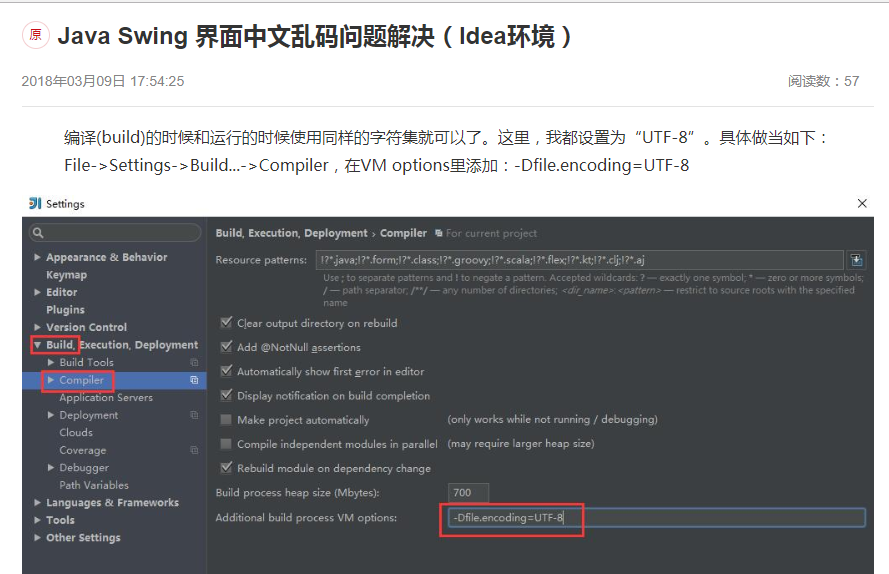 原 Java Swing 界面中文乱码问题解决（Idea环境）
2018年03月09日 17:54:25 阅读数：57
编译(build)的时候和运行的时候使用同样的字符集就可以了。这里，我都设置为“UTF-8”。具体做当如下：
File->Settings->Build...->Compiler，在VM options里添加：-Dfile.encoding=UTF-8
Settings
Appearance & Behavior
Keymap
Editor
Plugins
Version Control
Build, Execution, Deployment
Build Tools
Compiler
Application Servers
Deployment
Clouds
Coverage
Debugger
Path Variables
Languages & Frameworks
Tools
Other Settings
Build, Execution, Deployment › Compiler For current project
Resource patterns: !?*.java;!?*.form;!?*.class;!?*.groovy;!?*.scala;!?*.flex;!?*.kt;!?*.clj;!?*.aj
Use ; to separate patterns and ! to negate a pattern. Accepted wildcards: ? — exactly one symbol; * — zero or more symbols;
/ — path separator; /**/ — any number of directories; <dir_name>:<pattern> — restrict to source roots with the specified
name
Clear output directory on rebuild
Add @NotNull assertions
Automatically show first error in editor
Display notification on build completion
Make project automatically (only works while not running / debugging)
Compile independent modules in parallel (may require larger heap size)
Rebuild module on dependency change
Build process heap size (Mbytes): 700
Additional build process VM options: -Dfile.encoding=UTF-8